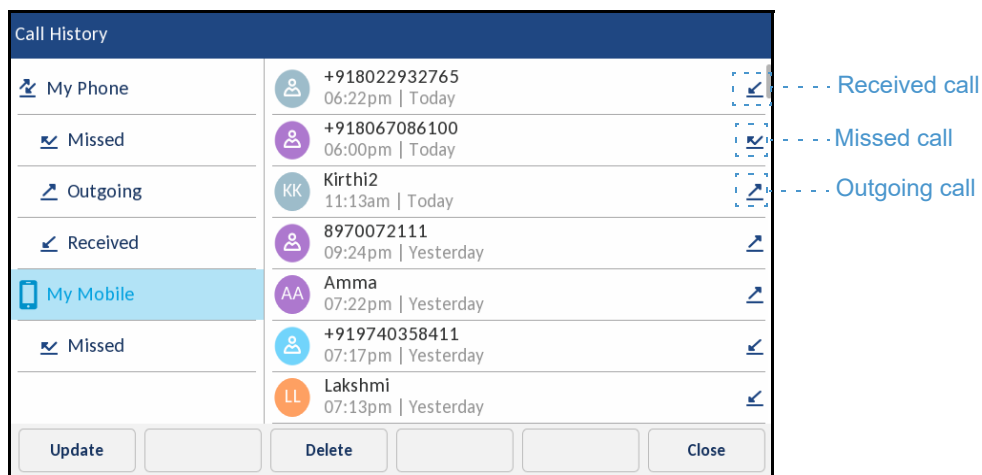 Call History
My Phone
Missed
Outgoing
Received
My Mobile
Missed
+918022932765
06:22pm | Today
+918067086100
06:00pm | Today
KK
Kirthi2
11:13am | Today
8970072111
09:24pm | Yesterday
AA
Amma
07:22pm | Yesterday
+919740358411
07:17pm | Yesterday
LL
Lakshmi
07:13pm | Yesterday
Received call
Missed call
Outgoing call
Update
Delete
Close